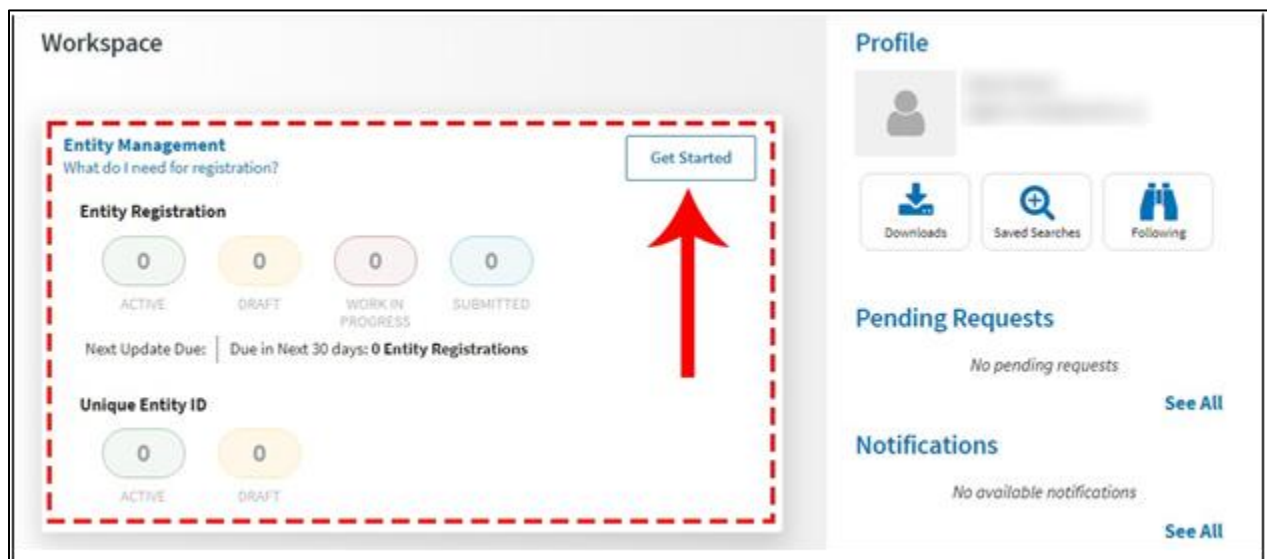 Workspace
Entity Management
What do I need for registration?
Get Started
Entity Registration
0 0 0 0
ACTIVE DRAFT WORK IN PROGRESS SUBMITTED
Next Update Due: Due in Next 30 days: 0 Entity Registrations
Unique Entity ID
0 0
ACTIVE DRAFT
Profile
Downloads Saved Searches Following
Pending Requests
No pending requests
See All
Notifications
No available notifications
See All